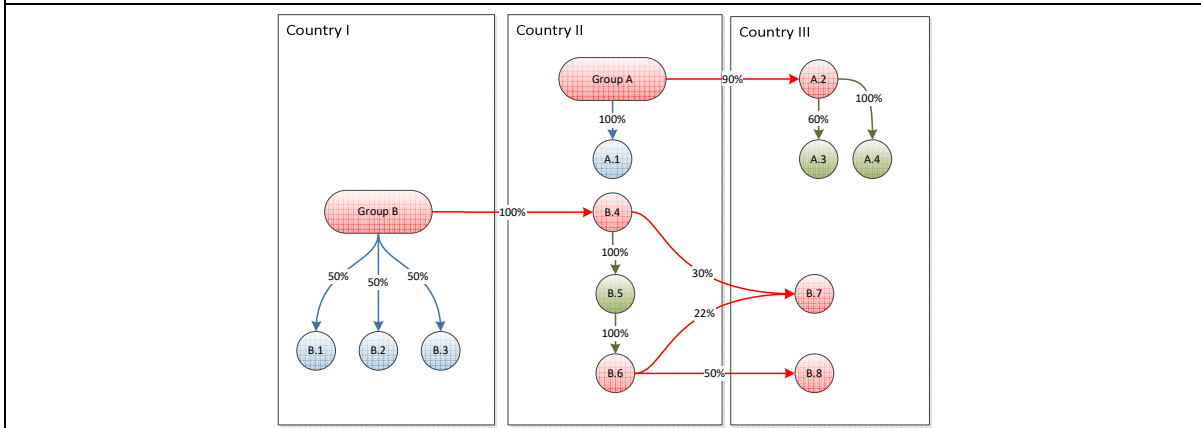 Country I
Country II
Country III
Group A
90%
A.2
100%
100%
60%
A.1
A.3
A.4
Group B
100%
B.4
100%
50%
50%
50%
30%
B.5
B.7
22%
100%
B.1
B.2
B.3
B.6
50%
B.8